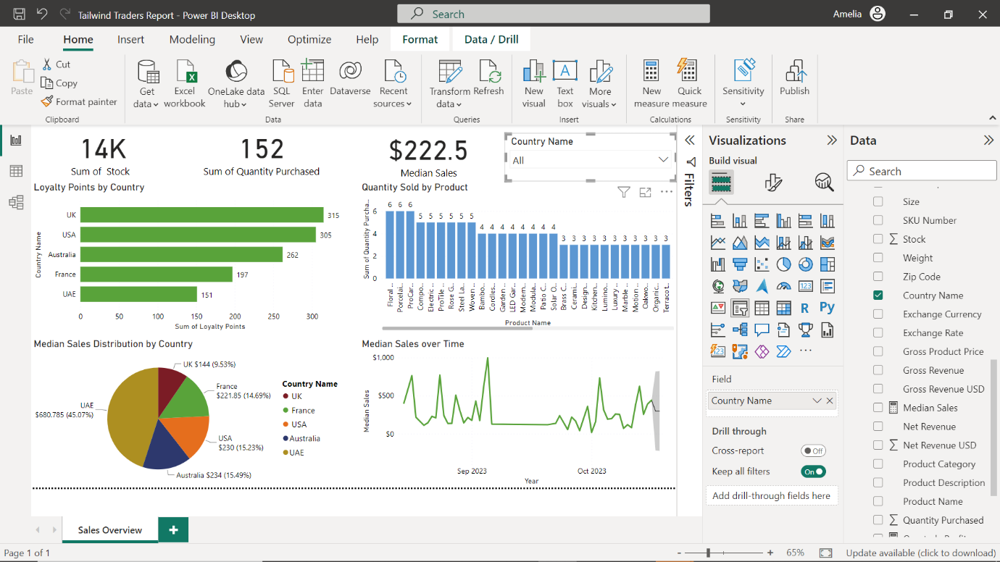 Tailwind Traders Report - Power BI Desktop
Search
Amelia
File Home Insert Modeling View Optimize Help Format Data / Drill
Paste
Cut
Copy
Format painter
Clipboard
Get data
Excel workbook
OneLake data hub
SQL Server
Enter data
Dataverse
Recent sources
Data
Transform data
Refresh
Queries
New visual
Text box
More visuals
Insert
New measure
Quick measure
Calculations
Sensitivity
Sensitivity
Publish
Share
14K
Sum of Stock
152
Sum of Quantity Purchased
$222.5
Median Sales
Country Name
All
Loyalty Points by Country
Country Name
UK 315
USA 305
Australia 262
France 197
UAE 151
0 50 100 150 200 250 300
Sum of Loyalty Points
Quantity Sold by Product
Sum of Quantity Purcha...
6
4
2
0
6 6 6 5 5 5 5 5 5 4 4 4 4 4 4 4 4 3 3 3 3 3 3 3 3 3 3 3
Floral ...
Porcelai...
ProCar...
Compo...
Electric ...
ProTile ...
Rose G...
Steel La...
Woven ...
Bambo...
Cordles...
Garden ...
LED Gar...
Modern...
Modula...
Patio C...
Solar O...
Brass C...
Cerami...
Design...
Kitchen...
Lumino...
Luxury ...
Marble ...
Motion ...
Oakwo...
Organic...
Terracot...
Product Name
Median Sales Distribution by Country
UK $144 (9.53%)
France
$221.85 (14.69%)
USA
$230 (15.23%)
Australia $234 (15.49%)
UAE
$680.785 (45.07%)
Country Name
UK
France
USA
Australia
UAE
Median Sales over Time
Median Sales
$1,000
$500
$0
Sep 2023 Oct 2023
Year
Filters
Visualizations
Build visual
123
R
Py
123
Field
Country Name
Drill through
Cross-report Off
Keep all filters On
Add drill-through fields here
Data
Search
Size
SKU Number
Stock
Weight
Zip Code
Country Name
Exchange Currency
Exchange Rate
Gross Product Price
Gross Revenue
Gross Revenue USD
Median Sales
Net Revenue
Net Revenue USD
Product Category
Product Description
Product Name
Quantity Purchased
Sales Overview
Page 1 of 1
- + 65%
Update available (click to download)